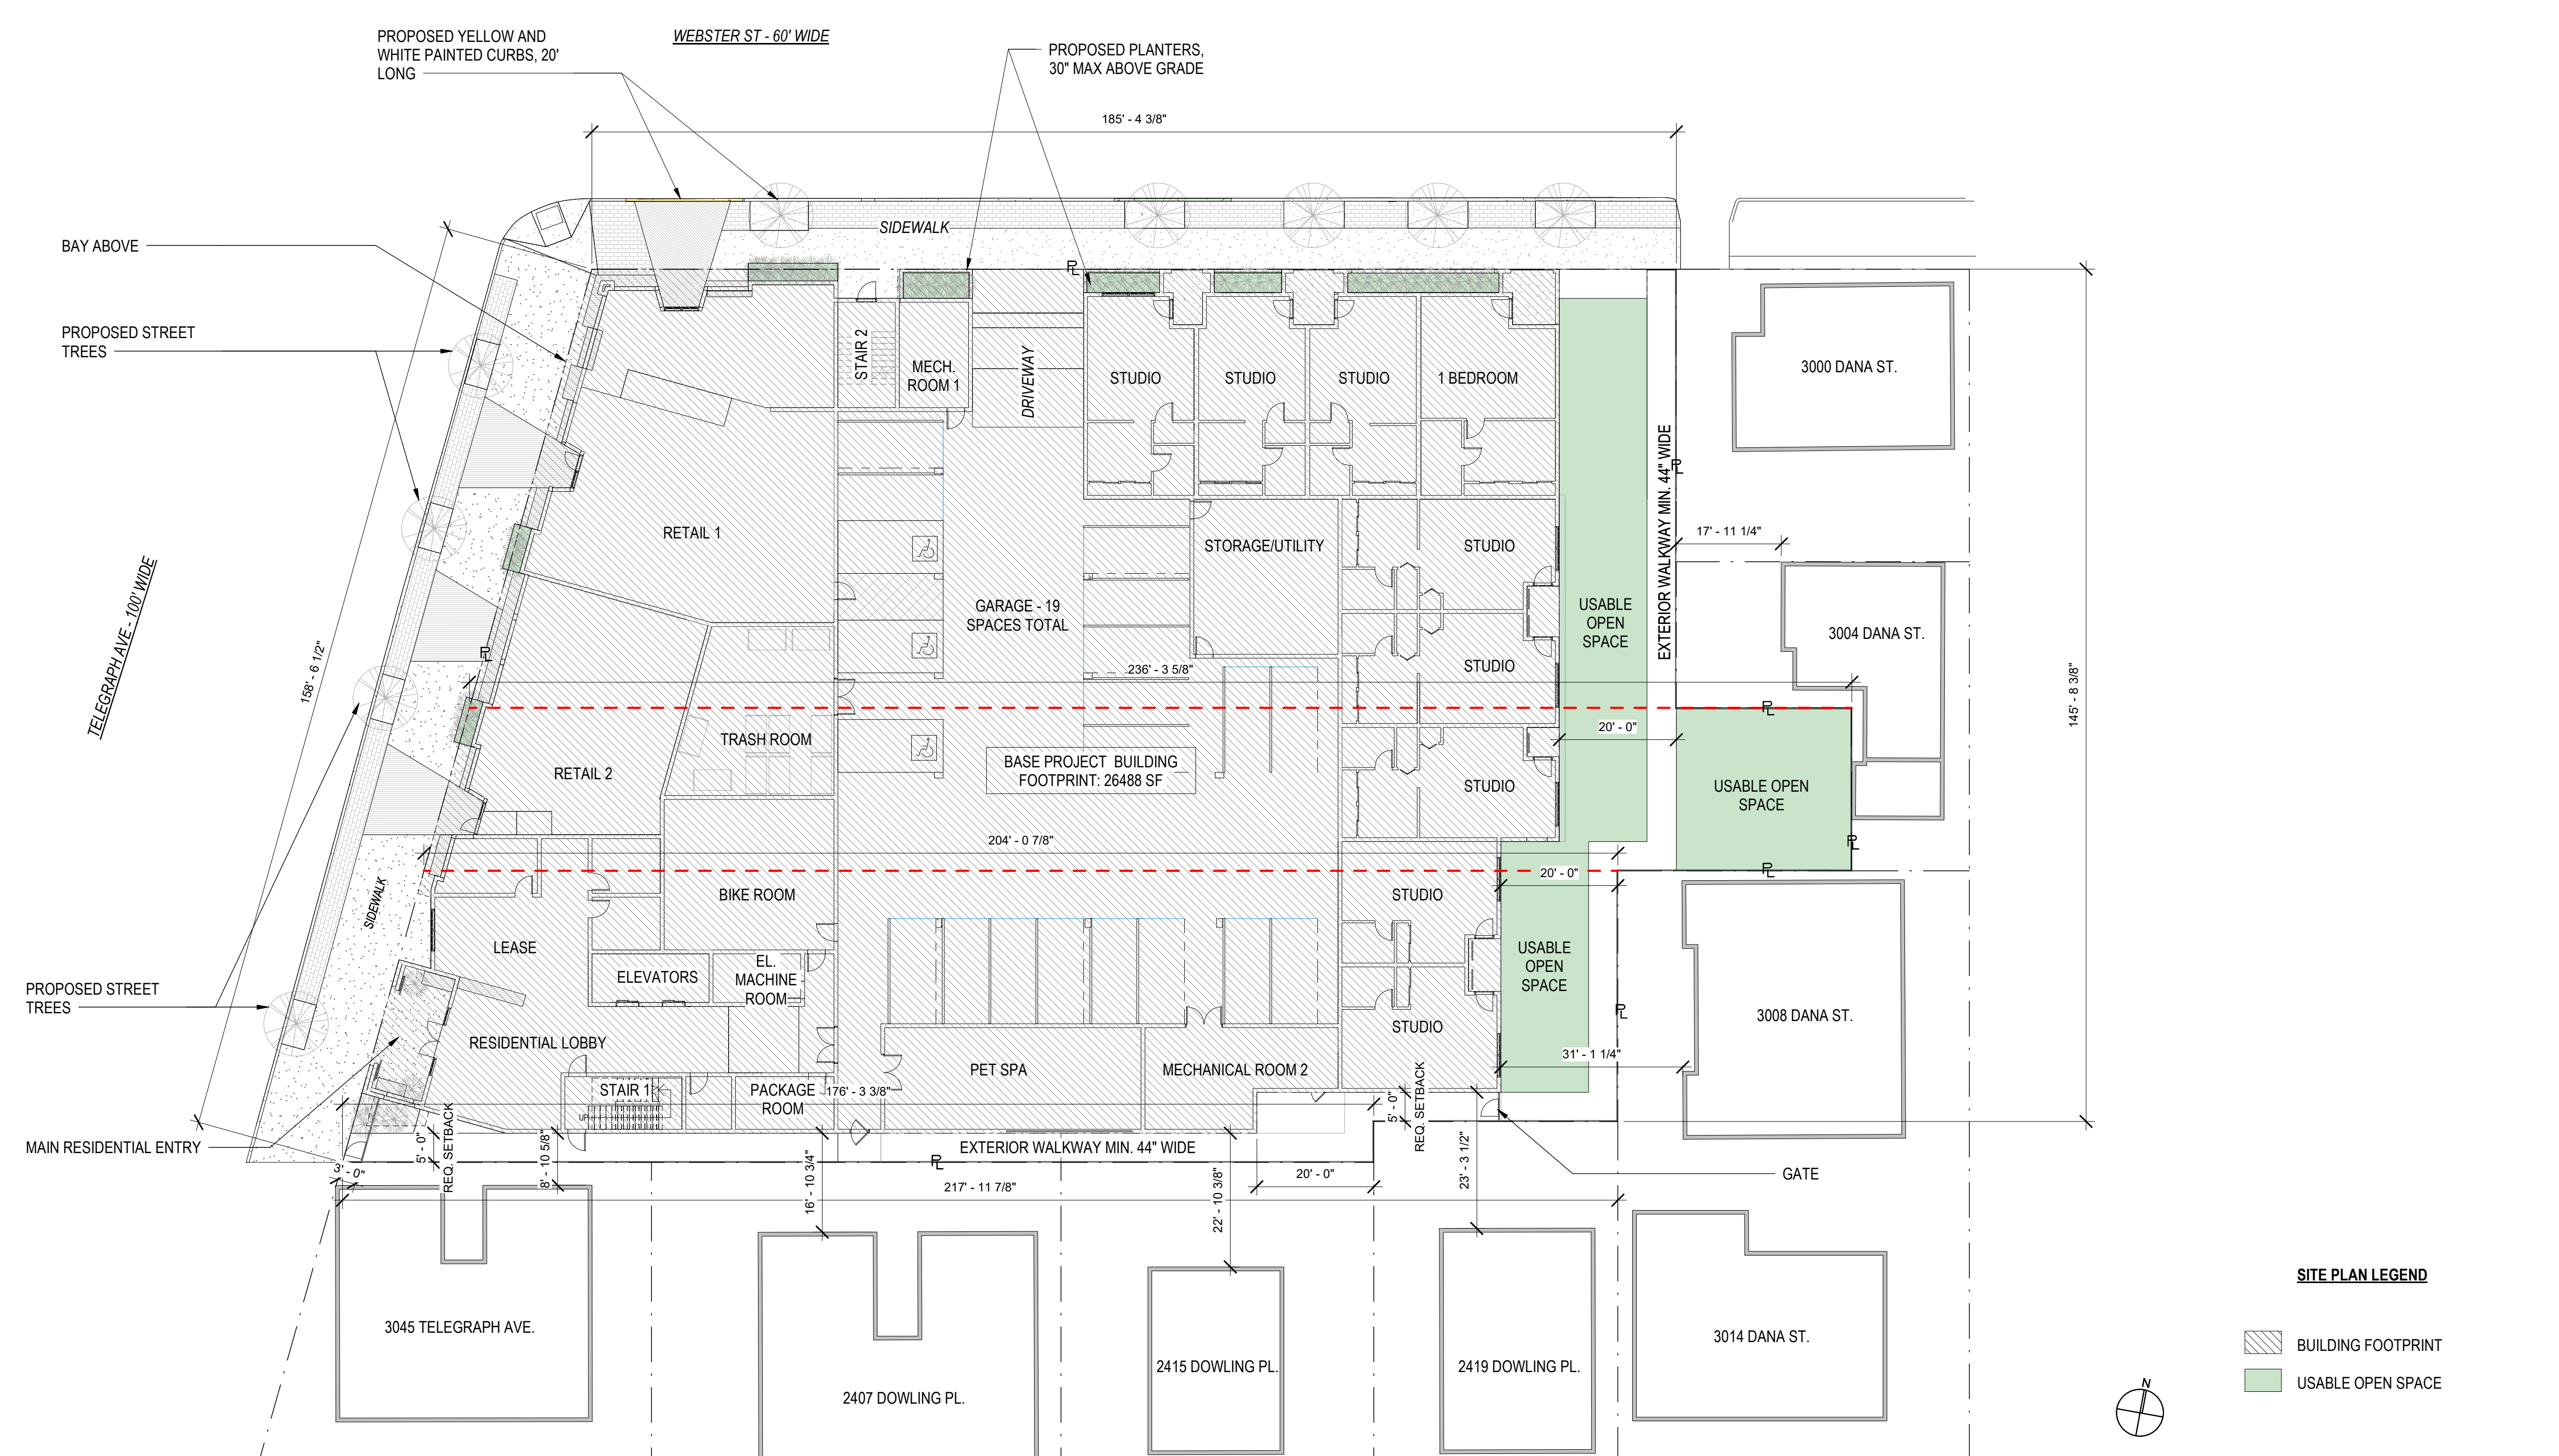 PROPOSED YELLOW AND
WHITE PAINTED CURBS, 20'
LONG
WEBSTER ST - 60' WIDE
PROPOSED PLANTERS,
30" MAX ABOVE GRADE
185' - 4 3/8"
SIDEWALK
BAY ABOVE
PROPOSED STREET
TREES
PL
STAIR 2
MECH.
ROOM 1
DRIVEWAY
STUDIO
STUDIO
STUDIO
1 BEDROOM
3000 DANA ST.
EXTERIOR WALKWAY MIN. 44" WIDE
PL
17' - 11 1/4"
RETAIL 1
STORAGE/UTILITY
STUDIO
GARAGE - 19
SPACES TOTAL
USABLE
OPEN
SPACE
3004 DANA ST.
TELEGRAPH AVE - 100' WIDE
158' - 6 1/2"
PL
236' - 3 5/8"
STUDIO
145' - 8 3/8"
PL
20' - 0"
TRASH ROOM
RETAIL 2
BASE PROJECT BUILDING
FOOTPRINT: 26488 SF
STUDIO
USABLE OPEN
SPACE
204' - 0 7/8"
PL
PL
20' - 0"
SIDEWALK
BIKE ROOM
STUDIO
LEASE
ELEVATORS
EL.
MACHINE
ROOM
USABLE
OPEN
SPACE
PROPOSED STREET
TREES
PL
3008 DANA ST.
STUDIO
RESIDENTIAL LOBBY
31' - 1 1/4"
PET SPA
MECHANICAL ROOM 2
STAIR 1
UP
PACKAGE
ROOM
176' - 3 3/8"
5' - 0"
REQ. SETBACK
MAIN RESIDENTIAL ENTRY
5' - 0"
REQ. SETBACK
8' - 10 5/8"
EXTERIOR WALKWAY MIN. 44" WIDE
PL
3' - 0"
16' - 10 3/4"
217' - 11 7/8"
22' - 10 3/8"
20' - 0"
23' - 3 1/2"
GATE
SITE PLAN LEGEND
3045 TELEGRAPH AVE.
3014 DANA ST.
BUILDING FOOTPRINT
2407 DOWLING PL.
2415 DOWLING PL.
2419 DOWLING PL.
N
USABLE OPEN SPACE